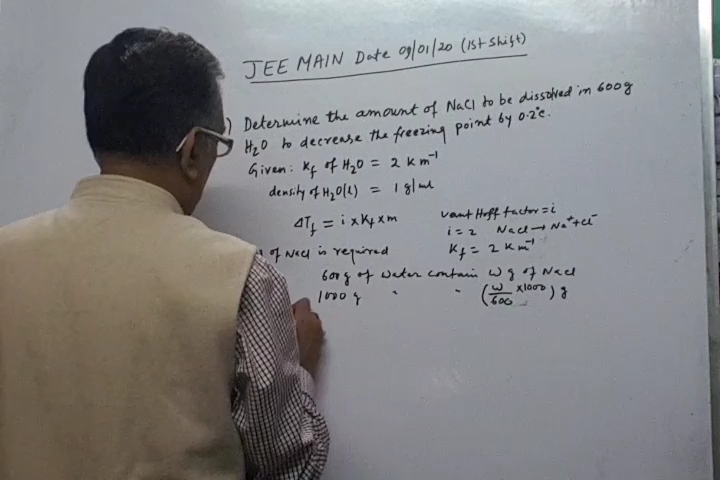 JEE MAIN Date 09/01/20 (1st Shift)
) Determine the amount of NaCl to be dissolved in 600 g
H₂O to decrease the freezing point by 0.2°C.
Given: Kf of H₂O = 2 K m⁻¹
density of H₂O(l) = 1 g/ml
ΔTf = i x Kf x m
vant Hoff factor = i
i = 2 NaCl → Na⁺ + Cl⁻
Kf = 2 K m⁻¹
g of NaCl is required
600 g of water contain W g of NaCl
1000 g " " (W/600 x 1000) g